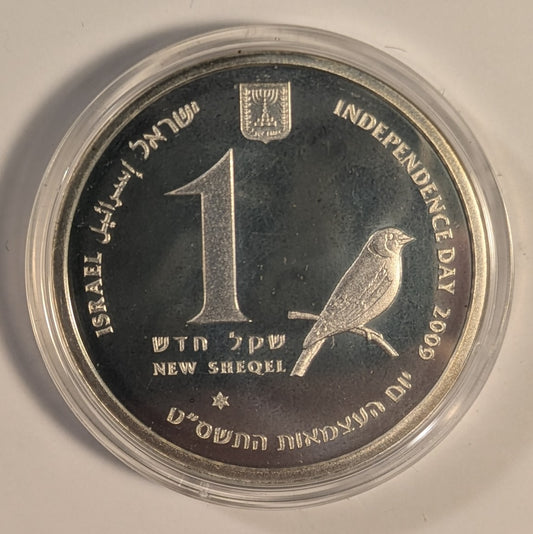 ישראל إسرائيل ISRAEL
INDEPENDENCE DAY 2009
1
שקל חדש
NEW SHEQEL
יום העצמאות התשס"ט